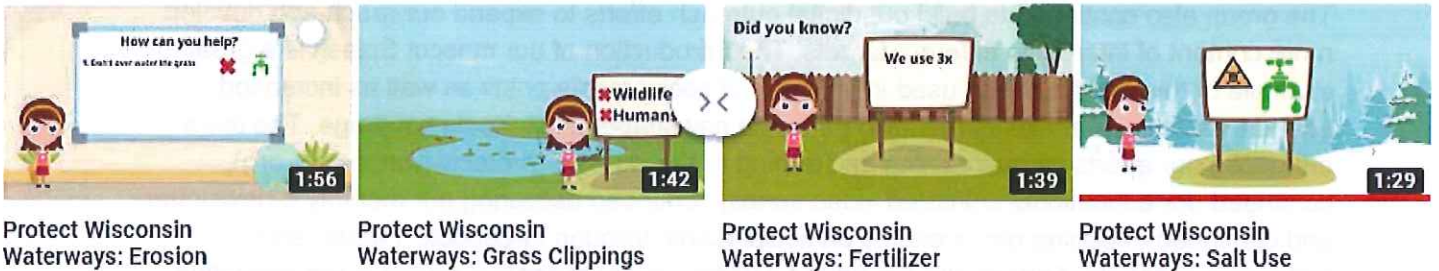 How can you help?
1. Don't over water the grass
1:56
Protect Wisconsin
Waterways: Erosion
Wildlife
Humans
1:42
Protect Wisconsin
Waterways: Grass Clippings
Did you know?
We use 3x
1:39
Protect Wisconsin
Waterways: Fertilizer
1:29
Protect Wisconsin
Waterways: Salt Use